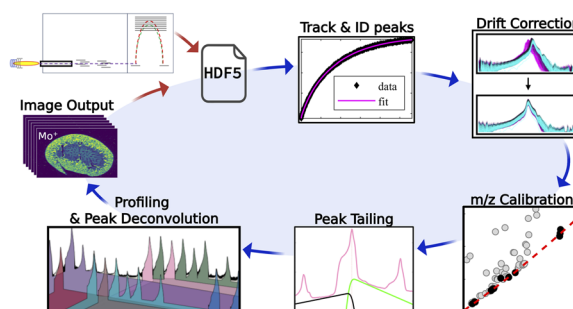 Track & ID peaks
Drift Correction
HDF5
data
fit
Image Output
Mo⁺
m/z Calibration
Profiling
& Peak Deconvolution
Peak Tailing